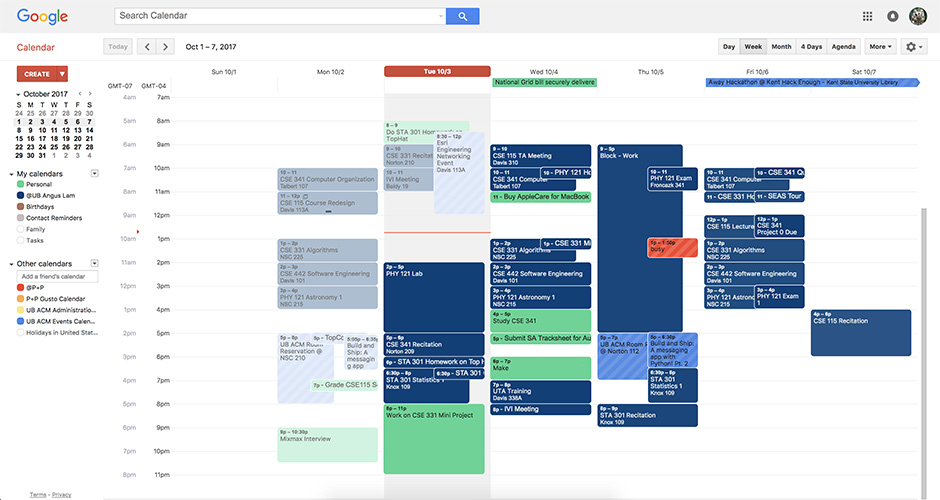 Google
Search Calendar
Calendar
Today
Oct 1 – 7, 2017
Day
Week
Month
4 Days
Agenda
More
CREATE
October 2017
S M T W T F S
24 25 26 27 28 29 30
1 2 3 4 5 6 7
8 9 10 11 12 13 14
15 16 17 18 19 20 21
22 23 24 25 26 27 28
29 30 31 1 2 3 4
My calendars
Personal
@UB Angus Lam
Birthdays
Contact Reminders
Family
Tasks
Other calendars
Add a friend's calendar
@P+P
P+P Gusto Calendar
UB ACM Administratio...
UB ACM Events Calen...
Holidays in United Stat...
Terms - Privacy
Sun 10/1
Mon 10/2
Tue 10/3
Wed 10/4
Thu 10/5
Fri 10/6
Sat 10/7
National Grid bill securely delivere
Away Hackathon @ Kent Hack Enough - Kent State University Library
GMT-07 GMT-04
4am 7am
5am 8am
6am 9am
7am 10am
8am 11am
9am 12pm
10am 1pm
11am 2pm
12pm 3pm
1pm 4pm
2pm 5pm
3pm 6pm
4pm 7pm
5pm 8pm
6pm 9pm
7pm 10pm
8pm 11pm
10 – 11
CSE 341 Computer Organization
Talbert 107
11 – 12p
CSE 115 Course Redesign
Davis 113A
1p – 2p
CSE 331 Algorithms
NSC 225
2p – 3p
CSE 442 Software Engineering
Davis 101
3p – 4p
PHY 121 Astronomy 1
NSC 215
5p – 8p
UB ACM Room
Reservation @
NSC 210
5p - TopC
5:00p – 6:35p
Build and
Ship: A
messaging
app
7p - Grade CSE115 S
9p – 10:30p
Mixmax Interview
8 – 9
Do STA 301 Homework on
TopHat
9 – 10
CSE 331 Recitat
Norton 210
10 – 11
IVI Meeting
Baldy 19
8:30 – 12p
Esri
Engineering
Networking
Event
Davis 113A
2p – 5p
PHY 121 Lab
5p – 6p
CSE 341 Recitation
Norton 209
6p - STA 301 Homework on Top H
6:30p – 8p
STA 301
Statistics 1
Knox 109
6:30p - STA 301
8p – 11p
Work on CSE 331 Mini Project
9 – 10
CSE 115 TA Meeting
Davis 310
10 – 11
CSE 341 Computer
Talbert 107
10 - PHY 121 Ho
11 - Buy AppleCare for MacBook
1p – 2p
CSE 331 Algorithms
NSC 225
1p - CSE 331 Mi
2p – 3p
CSE 442 Software Engineering
Davis 101
3p – 4p
PHY 121 Astronomy 1
NSC 215
4p – 5p
Study CSE 341
5p - Submit SA Tracksheet for Au
6p – 7p
Make
7p – 8p
UTA Training
Davis 338A
8p - IVI Meeting
9 – 5p
Block - Work
10 – 11
PHY 121 Exam
Fronczak 341
1p – 1:50p
busy
5p – 7p
UB ACM Room R
@ Norton 112
5p – 6:30p
Build and Ship:
A messaging
app with
Python! Pt. 2
6:30p – 8p
STA 301
Statistics 1
Knox 109
8p – 9p
STA 301 Recitation
Knox 109
10 – 11
CSE 341 Comput
Talbert 107
10 - CSE 341 Qu
11 - CSE 331 Ho
11 - SEAS Tour
12p – 1p
CSE 115 Lecture
12p – 1p
CSE 341
Project 0 Due
1p – 2p
CSE 331 Algorithms
NSC 225
2p – 3p
CSE 442 Software Engineering
Davis 101
3p – 4p
PHY 121 Astronom
NSC 215
3p – 4p
PHY 121 Exam
1
4p – 6p
CSE 115 Recitation